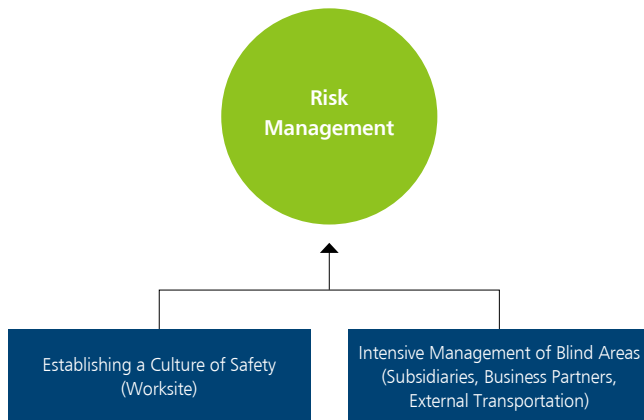 Risk
Management
Establishing a Culture of Safety
(Worksite)
Intensive Management of Blind Areas
(Subsidiaries, Business Partners,
External Transportation)